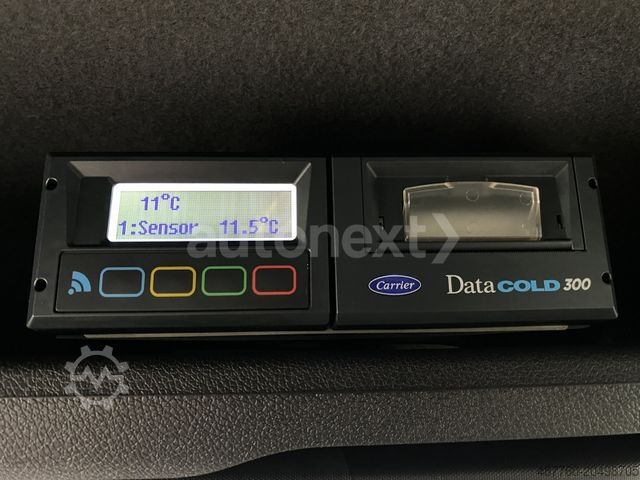 11°C
1:Sensor 11.5°C
autonext
Carrier
DataCOLD 300